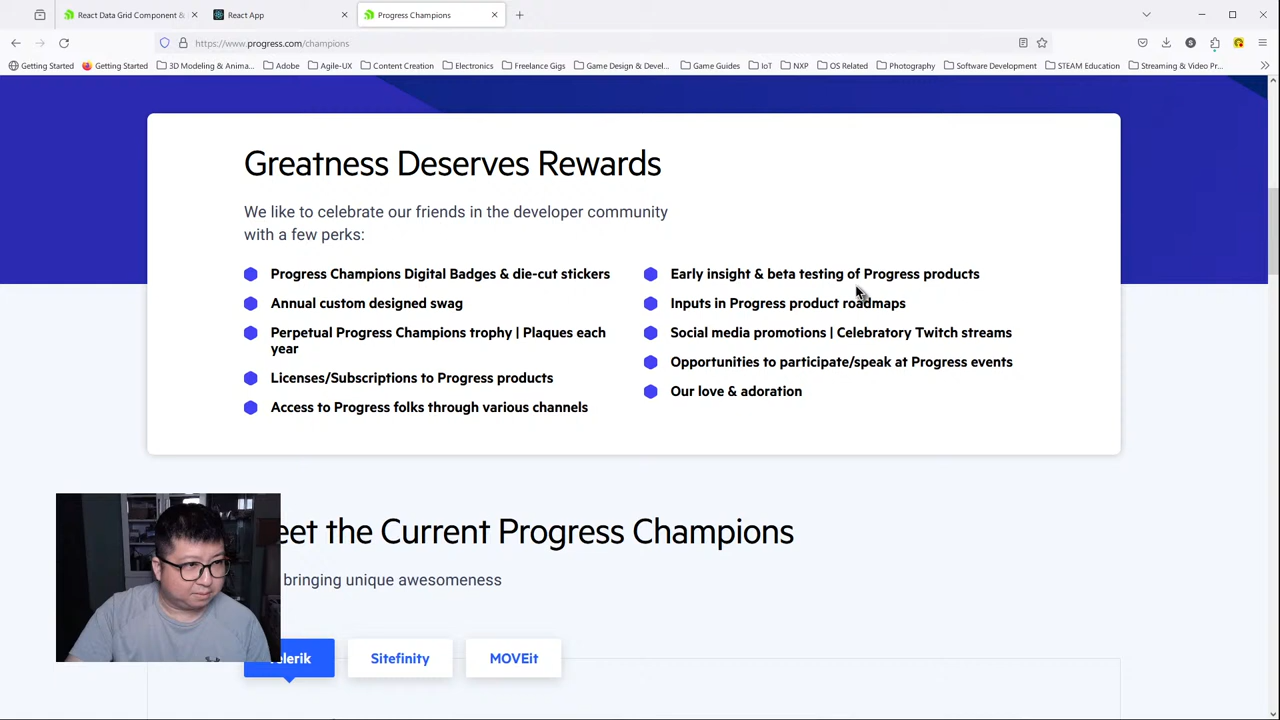 React Data Grid Component &
React App
Progress Champions
https://www.progress.com/champions
Getting Started
Getting Started
3D Modeling & Anima...
Adobe
Agile-UX
Content Creation
Electronics
Freelance Gigs
Game Design & Devel...
Game Guides
IoT
NXP
OS Related
Photography
Software Development
STEAM Education
Streaming & Video Pr...
Greatness Deserves Rewards
We like to celebrate our friends in the developer community
with a few perks:
Progress Champions Digital Badges & die-cut stickers
Annual custom designed swag
Perpetual Progress Champions trophy | Plaques each
year
Licenses/Subscriptions to Progress products
Access to Progress folks through various channels
Early insight & beta testing of Progress products
Inputs in Progress product roadmaps
Social media promotions | Celebratory Twitch streams
Opportunities to participate/speak at Progress events
Our love & adoration
eet the Current Progress Champions
bringing unique awesomeness
elerik
Sitefinity
MOVEit